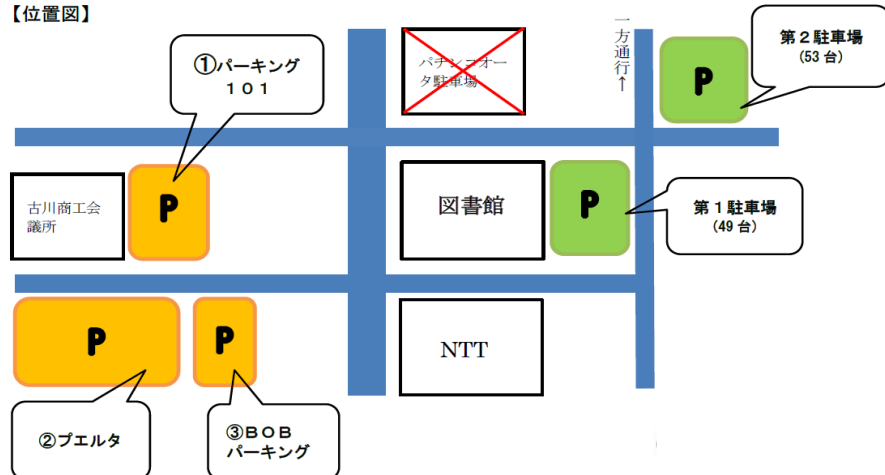 【位置図】
①パーキング
１０１
パチンコオー
タ駐車場
一方通行↑
P
第２駐車場
(53 台)
古川商工会
議所
P
図書館
P
第１駐車場
(49 台)
P
P
NTT
②プエルタ
③ＢＯＢ
パーキング